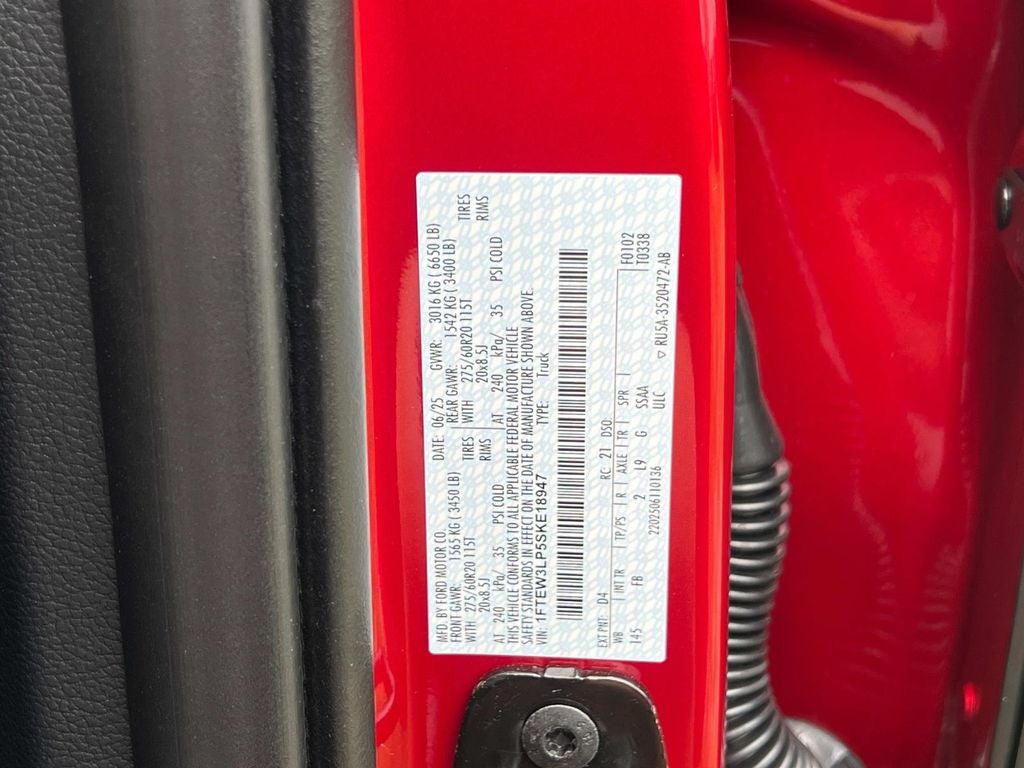 MFD. BY FORD MOTOR CO. DATE: 06/25 GVWR: 3016 KG ( 6650 LB)
FRONT GAWR: 1565 KG ( 3450 LB) REAR GAWR: 1542 KG ( 3400 LB)
WITH 275/60R20 115T TIRES WITH 275/60R20 115T TIRES
20x8.5J RIMS 20x8.5J RIMS
AT 240 kPa/ 35 PSI COLD AT 240 kPa/ 35 PSI COLD
THIS VEHICLE CONFORMS TO ALL APPLICABLE FEDERAL MOTOR VEHICLE
SAFETY STANDARDS IN EFFECT ON THE DATE OF MANUFACTURE SHOWN ABOVE.
VIN: 1FTEW3LP5SKE18947 TYPE: Truck
EXT PNT: D4 RC: 21 DSO: F0102
WB INT TR TP/PS R AXLE TR SPR T0338
145 FB 2 L9 G SSAA
2202506110136 ULC ▽ RU5A-3520472-AB